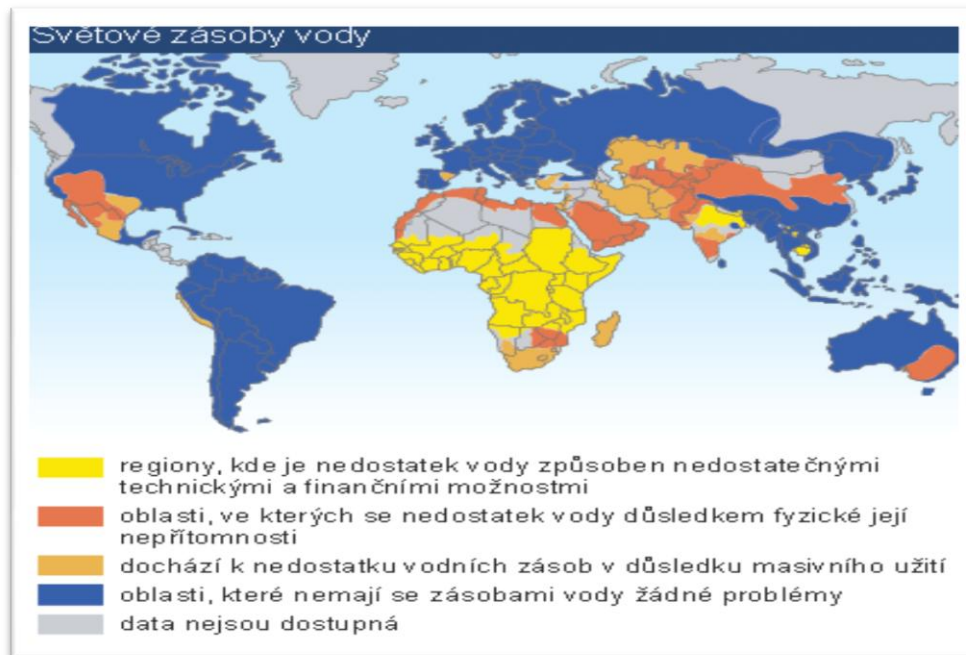 Světové zásoby vody
regiony, kde je nedostatek vody způsoben nedostatečnými
technickými a finančními možnostmi
oblasti, ve kterých se nedostatek vody důsledkem fyzické její
nepřítomnosti
dochází k nedostatku vodních zásob v důsledku masivního užití
oblasti, které nemají se zásobami vody žádné problémy
data nejsou dostupná